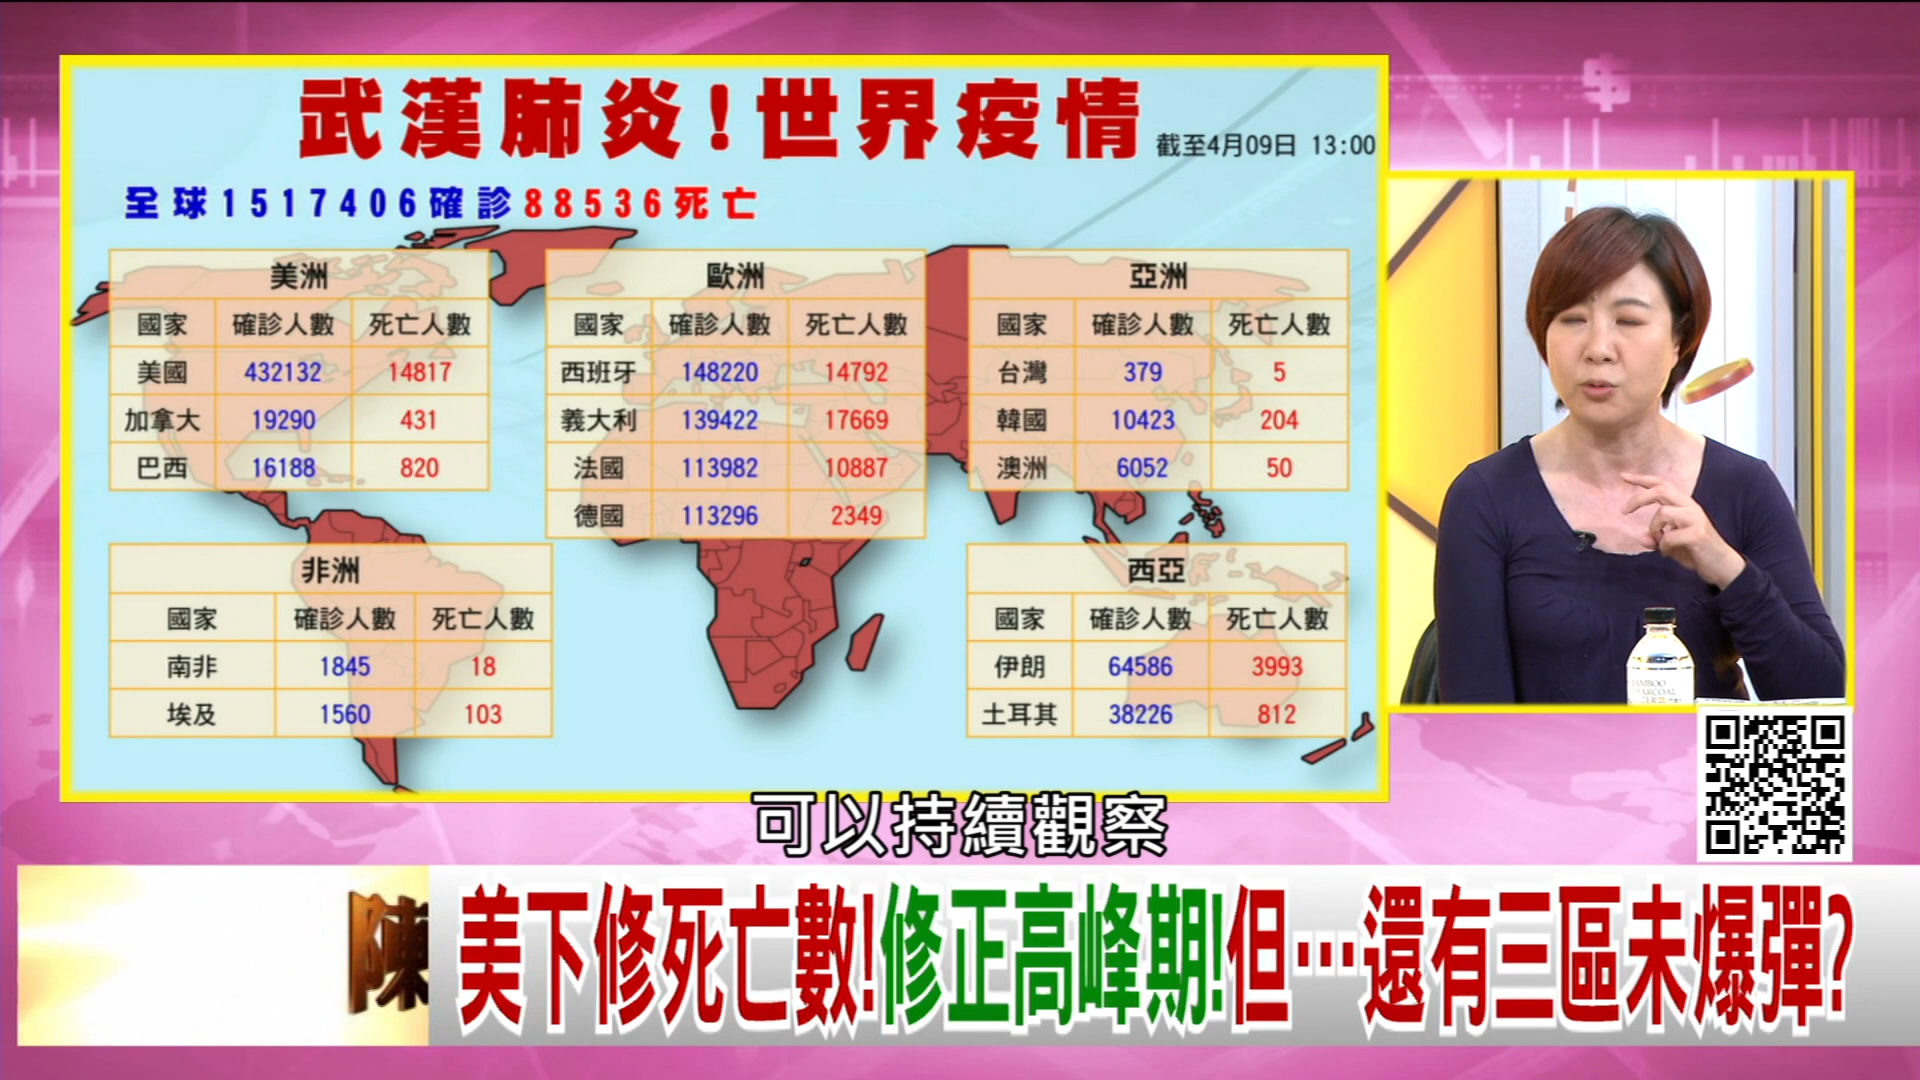 武漢肺炎!世界疫情
截至4月09日 13:00
全球1517406確診88536死亡
美洲
國家 確診人數 死亡人數
美國 432132 14817
加拿大 19290 431
巴西 16188 820
歐洲
國家 確診人數 死亡人數
西班牙 148220 14792
義大利 139422 17669
法國 113982 10887
德國 113296 2349
亞洲
國家 確診人數 死亡人數
台灣 379 5
韓國 10423 204
澳洲 6052 50
非洲
國家 確診人數 死亡人數
南非 1845 18
埃及 1560 103
西亞
國家 確診人數 死亡人數
伊朗 64586 3993
土耳其 38226 812
可以持續觀察
陳
美下修死亡數!修正高峰期!但…還有三區未爆彈?